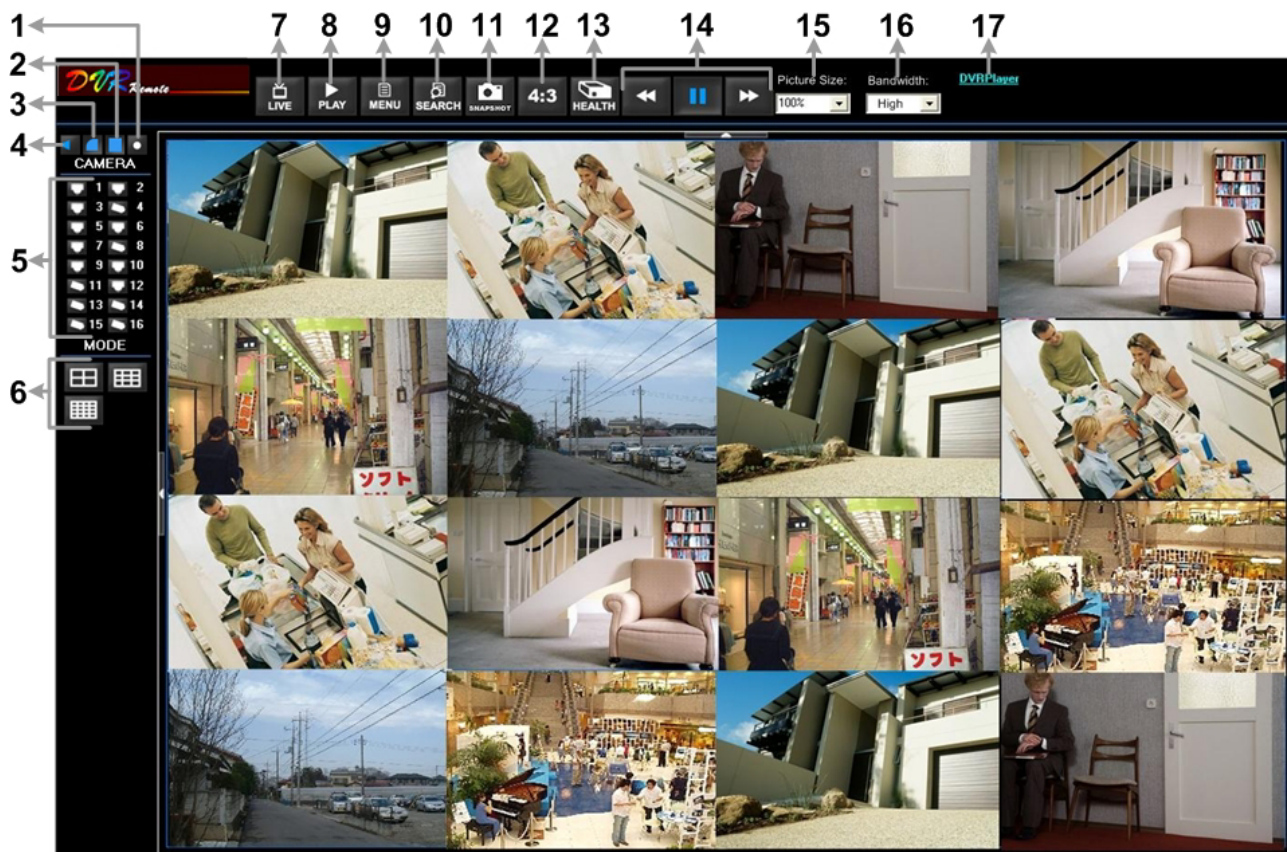 1
7 8 9 10 11 12 13 14 15 16 17
2
3
4
5
6
DVR Remote
LIVE PLAY MENU SEARCH SNAPSHOT 4:3 HEALTH
Picture Size:
100%
Bandwidth:
High
DVRPlayer
CAMERA
1 2
3 4
5 6
7 8
9 10
11 12
13 14
15 16
MODE
ソフト
ソフト